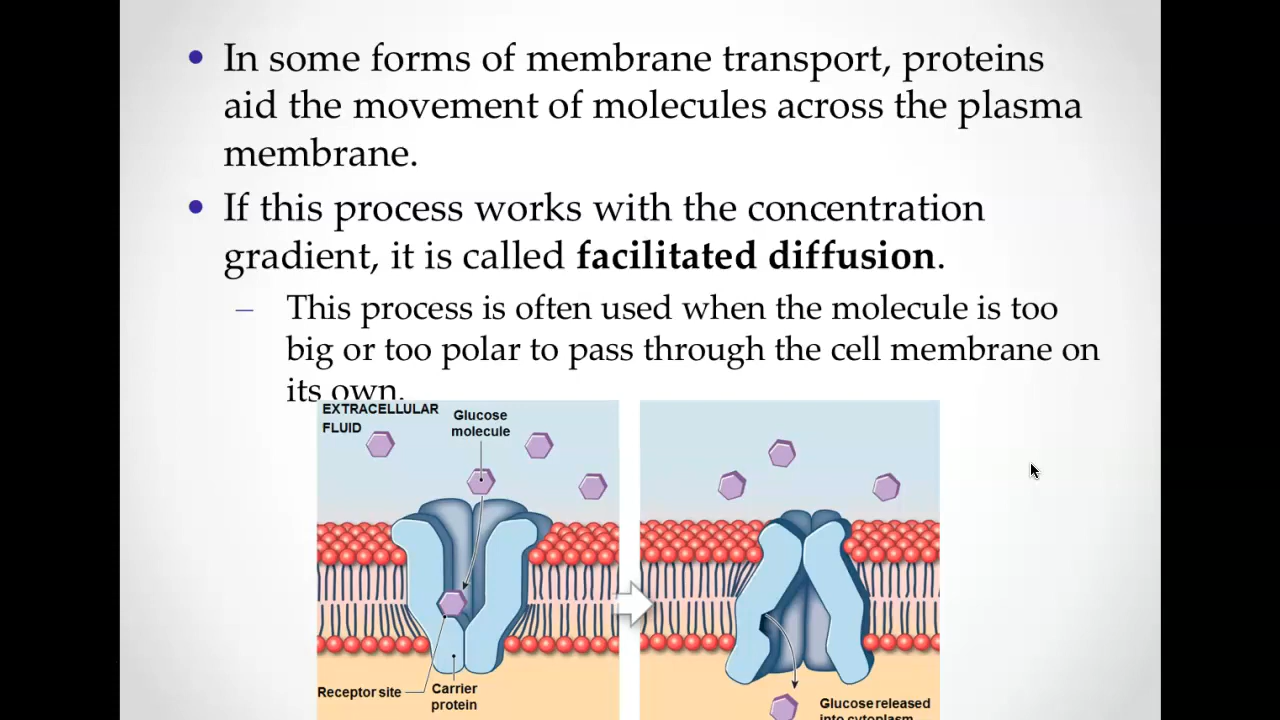 • In some forms of membrane transport, proteins
aid the movement of molecules across the plasma
membrane.
• If this process works with the concentration
gradient, it is called facilitated diffusion.
– This process is often used when the molecule is too
big or too polar to pass through the cell membrane on
its own.
EXTRACELLULAR
FLUID
Glucose
molecule
Receptor site
Carrier
protein
Glucose released
into cytoplasm